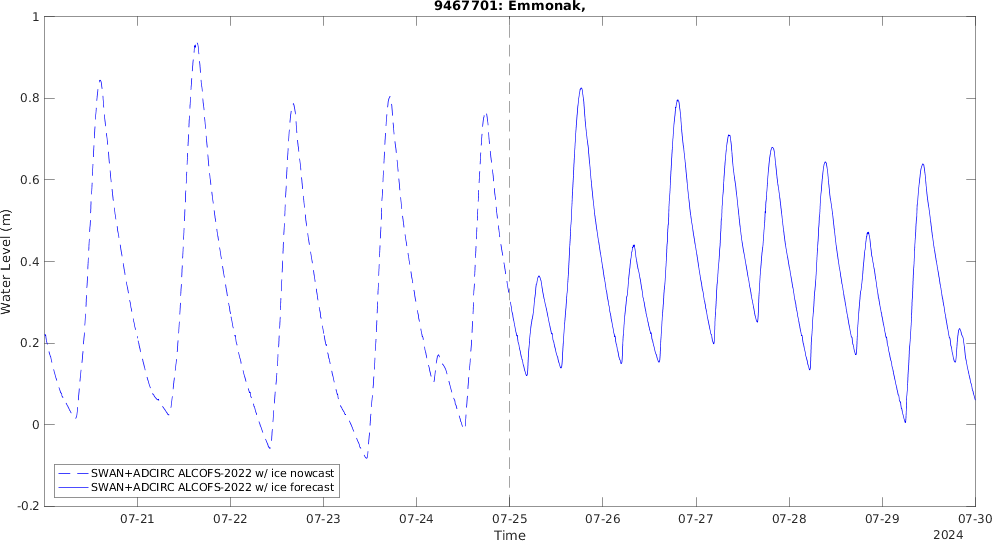 9467701: Emmonak,
1
0.8
0.6
0.4
0.2
0
-0.2
Water Level (m)
SWAN+ADCIRC ALCOFS-2022 w/ ice nowcast
SWAN+ADCIRC ALCOFS-2022 w/ ice forecast
07-21 07-22 07-23 07-24 07-25 07-26 07-27 07-28 07-29 07-30
Time
2024